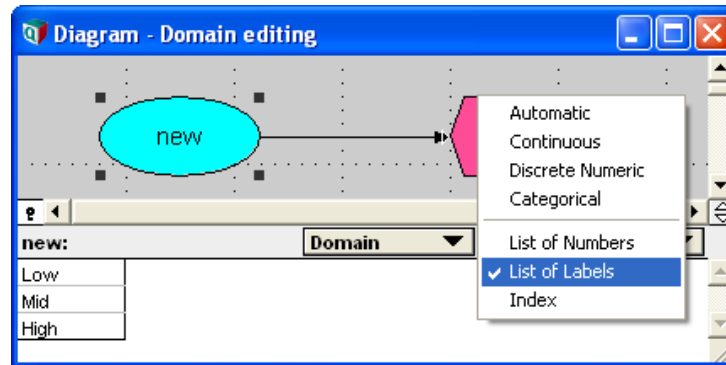 Diagram - Domain editing
new
Automatic
Continuous
Discrete Numeric
Categorical
List of Numbers
List of Labels
Index
new:
Domain
Low
Mid
High